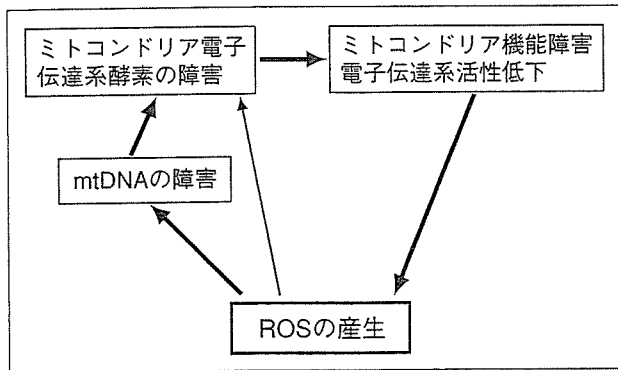 ミトコンドリア電子
伝達系酵素の障害
ミトコンドリア機能障害
電子伝達系活性低下
mtDNAの障害
ROSの産生